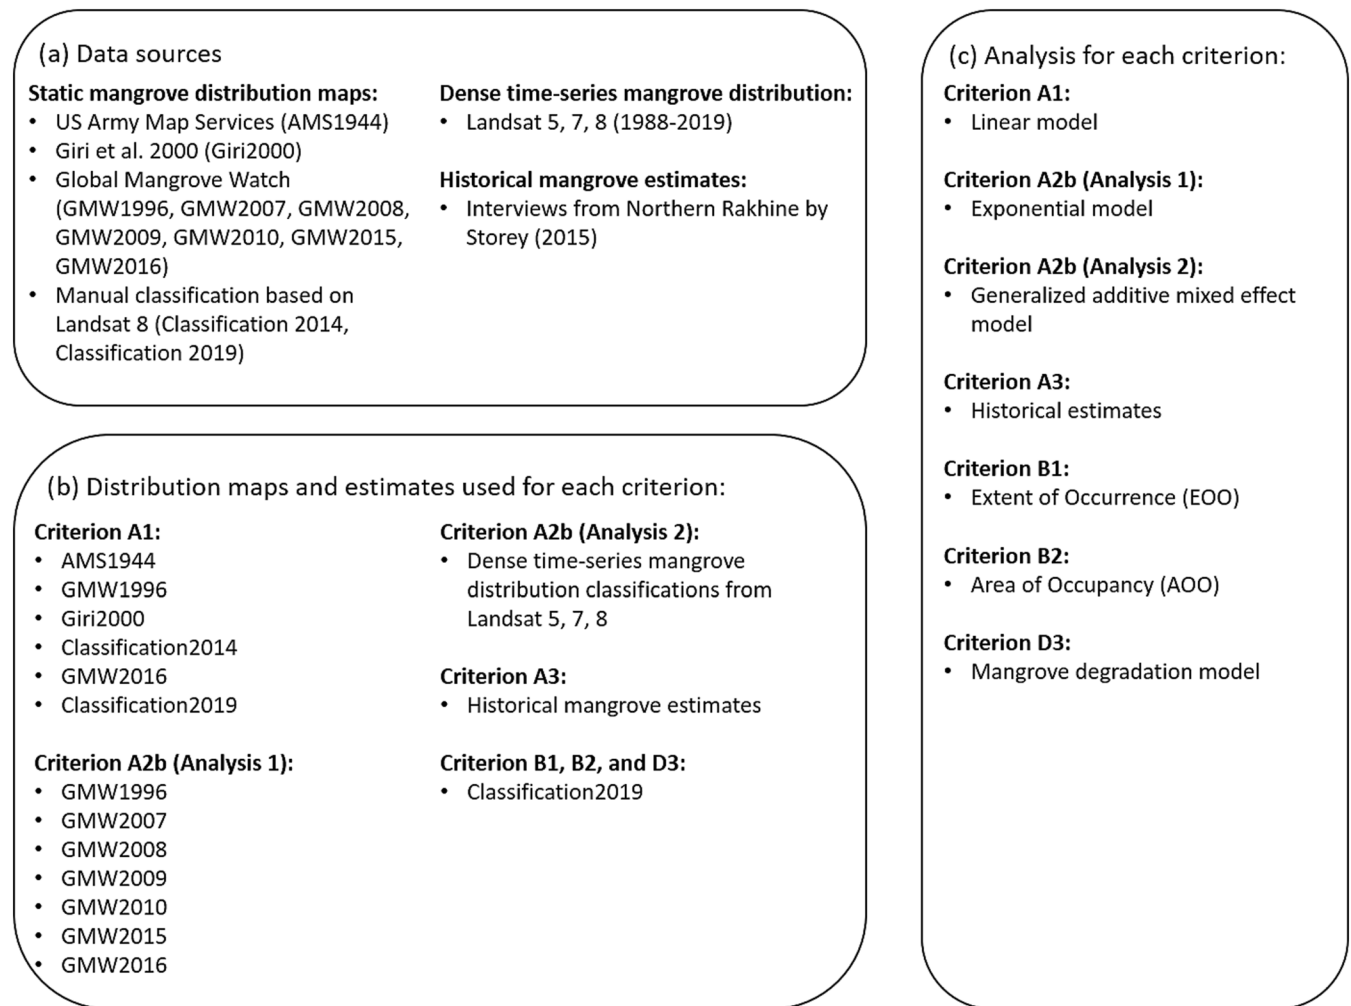 (a) Data sources
Static mangrove distribution maps:
• US Army Map Services (AMS1944)
• Giri et al. 2000 (Giri2000)
• Global Mangrove Watch
(GMW1996, GMW2007, GMW2008,
GMW2009, GMW2010, GMW2015,
GMW2016)
• Manual classification based on
Landsat 8 (Classification 2014,
Classification 2019)
Dense time-series mangrove distribution:
• Landsat 5, 7, 8 (1988-2019)
Historical mangrove estimates:
• Interviews from Northern Rakhine by
Storey (2015)
(b) Distribution maps and estimates used for each criterion:
Criterion A1:
• AMS1944
• GMW1996
• Giri2000
• Classification2014
• GMW2016
• Classification2019
Criterion A2b (Analysis 1):
• GMW1996
• GMW2007
• GMW2008
• GMW2009
• GMW2010
• GMW2015
• GMW2016
Criterion A2b (Analysis 2):
• Dense time-series mangrove
distribution classifications from
Landsat 5, 7, 8
Criterion A3:
• Historical mangrove estimates
Criterion B1, B2, and D3:
• Classification2019
(c) Analysis for each criterion:
Criterion A1:
• Linear model
Criterion A2b (Analysis 1):
• Exponential model
Criterion A2b (Analysis 2):
• Generalized additive mixed effect
model
Criterion A3:
• Historical estimates
Criterion B1:
• Extent of Occurrence (EOO)
Criterion B2:
• Area of Occupancy (AOO)
Criterion D3:
• Mangrove degradation model